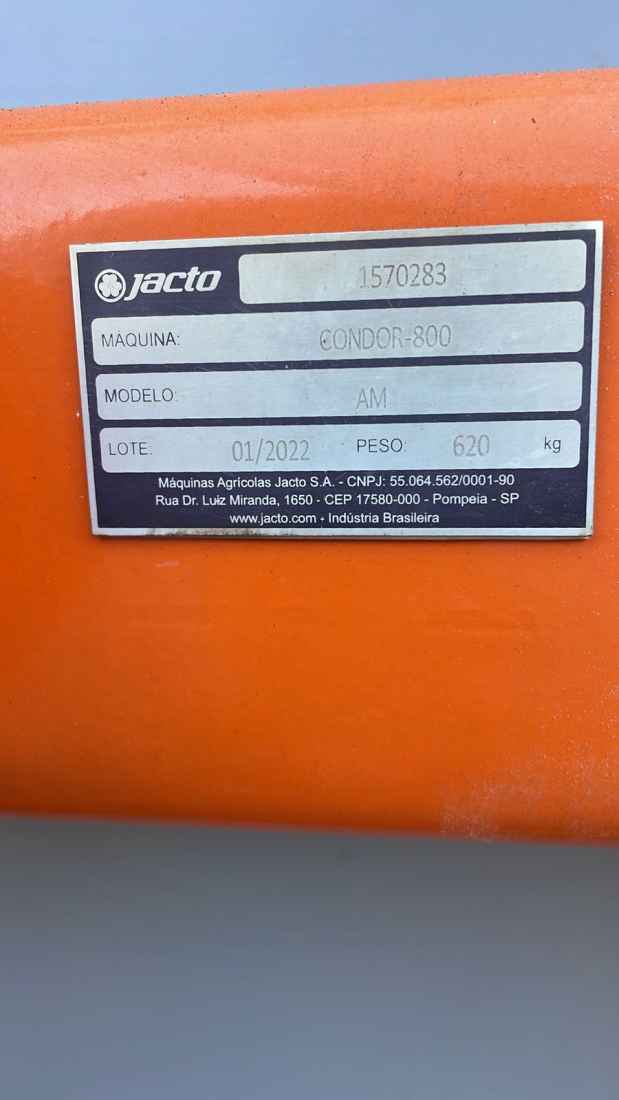 jacto 1570283
MÁQUINA: CONDOR-800
MODELO: AM
LOTE: 01/2022 PESO: 620 kg
Máquinas Agrícolas Jacto S.A. - CNPJ: 55.064.562/0001-90
Rua Dr. Luiz Miranda, 1650 - CEP 17580-000 - Pompeia - SP
www.jacto.com - Indústria Brasileira